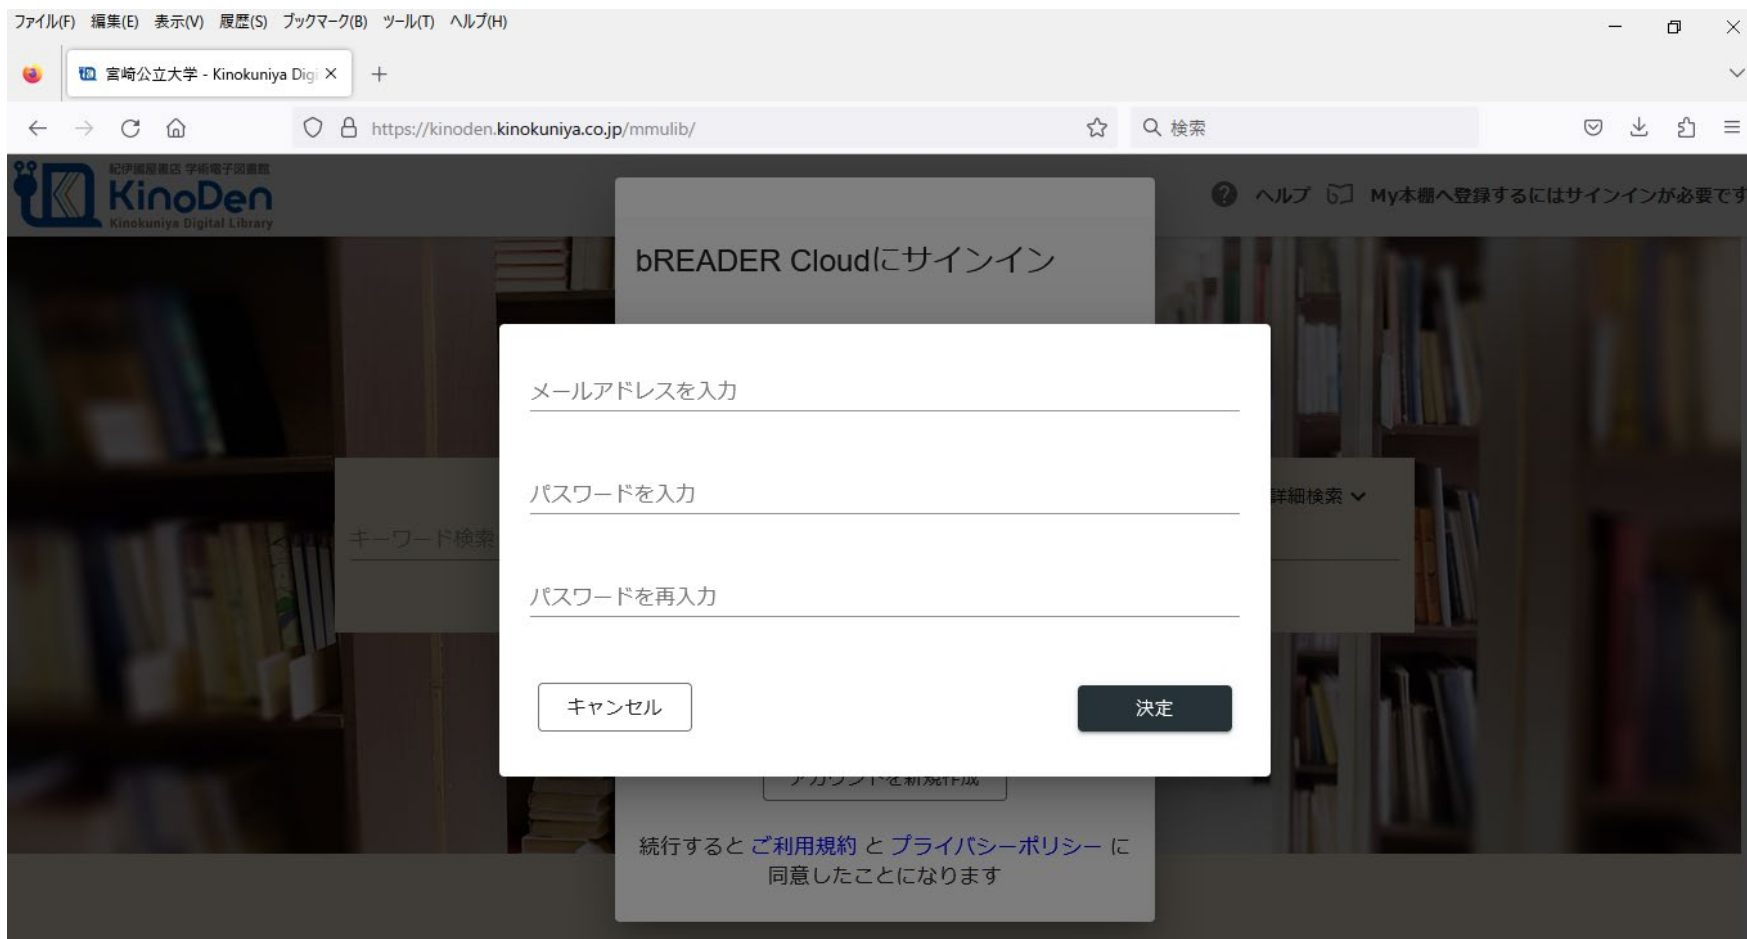 ファイル(F) 編集(E) 表示(V) 履歴(S) ブックマーク(B) ツール(T) ヘルプ(H)
宮崎公立大学 - Kinokuniya Digi
https://kinoden.kinokuniya.co.jp/mmulib/
検索
紀伊國屋書店 学術電子図書館
KinoDen
Kinokuniya Digital Library
ヘルプ My本棚へ登録するにはサインインが必要です
bREADER Cloudにサインイン
メールアドレスを入力
パスワードを入力
詳細検索
キーワード検索
パスワードを再入力
キャンセル 決定
アカウントを新規作成
続行すると ご利用規約 と プライバシーポリシー に
同意したことになります